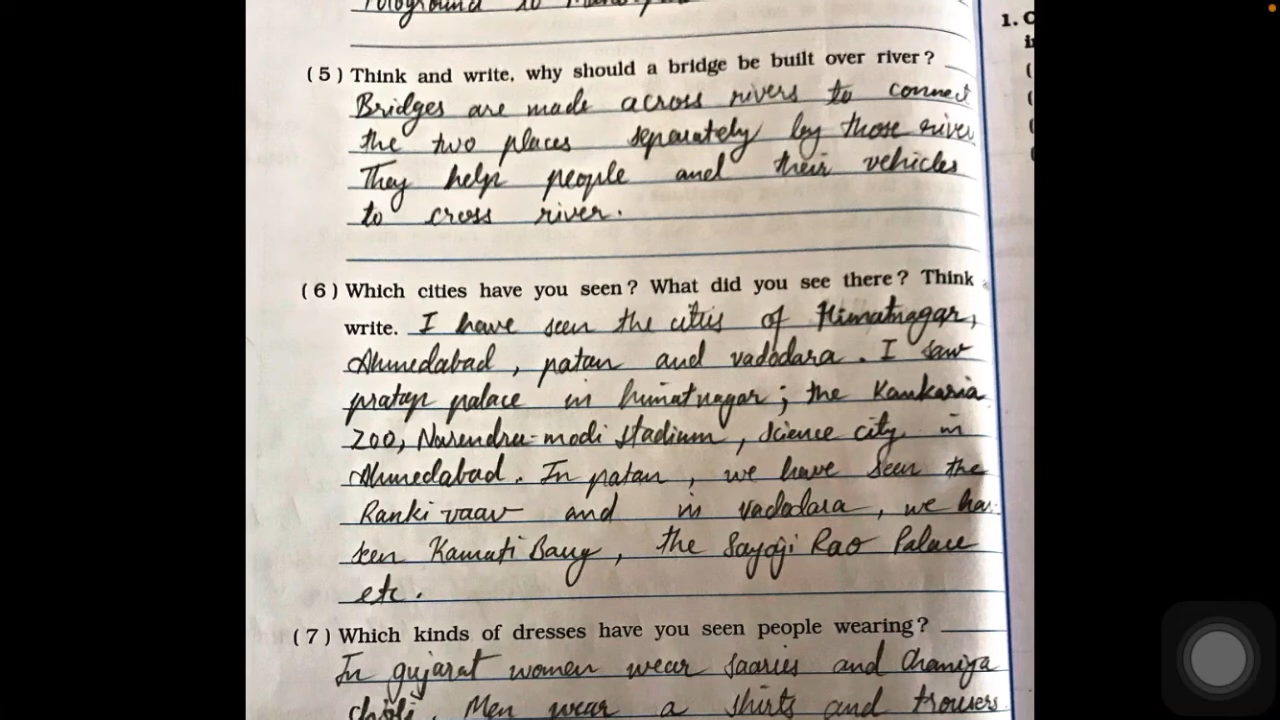 (5) Think and write, why should a bridge be built over river?
Bridges are made across rivers to connect
the two places separately by those river
They help people and their vehicles
to cross river.
(6) Which cities have you seen? What did you see there? Think
write. I have seen the cities of Himatnagar,
Ahmedabad, patan and vadodara. I saw
pratap palace in himatnagar; the Kankaria
Zoo, Narendra-modi stadium, science city in
Ahmedabad. In patan, we have seen the
Ranki vaav and in vadodara, we ha
seen Kamati Baug, the Sayaji Rao Palace
etc.
(7) Which kinds of dresses have you seen people wearing?
In gujarat women wear saaries and Chaniya
choli. Men wear a shirts and trousers
1.